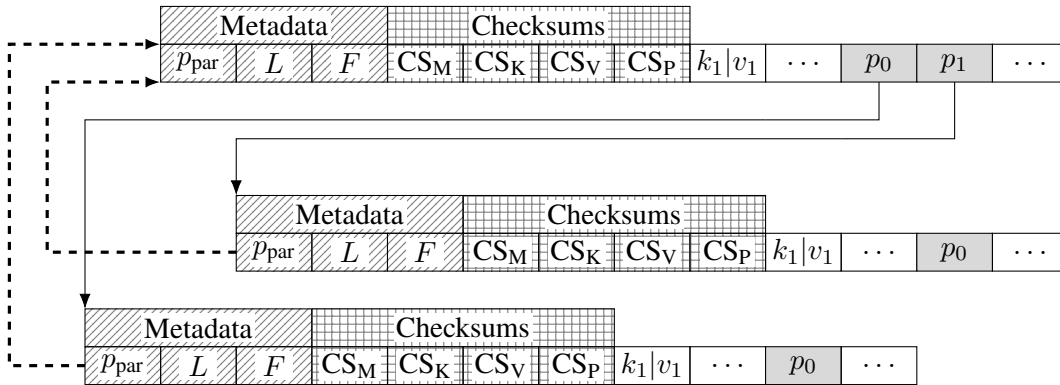 Metadata Checksums
p_par L F CS_M CS_K CS_V CS_P k_1|v_1 ⋯ p_0 p_1 ⋯
Metadata Checksums
p_par L F CS_M CS_K CS_V CS_P k_1|v_1 ⋯ p_0 ⋯
Metadata Checksums
p_par L F CS_M CS_K CS_V CS_P k_1|v_1 ⋯ p_0 ⋯